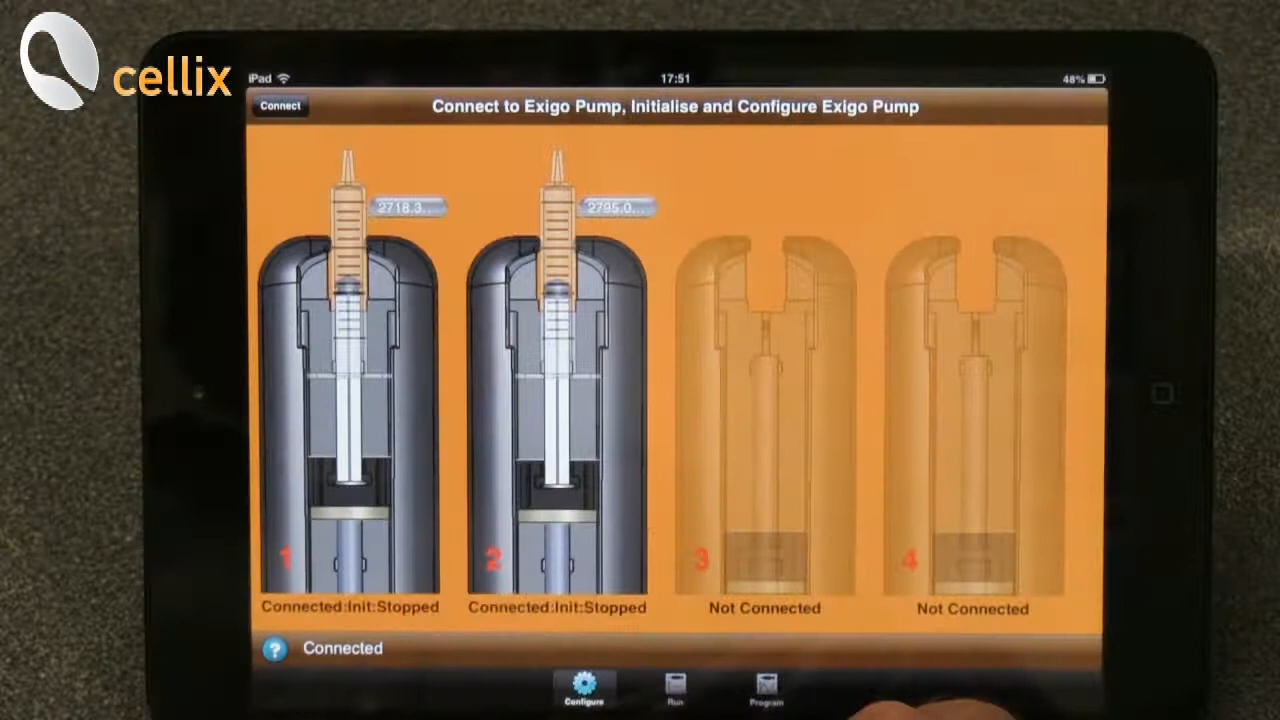 cellix
iPad
17:51
48%
Connect
Connect to Exigo Pump, Initialise and Configure Exigo Pump
2718.3...
2795.0...
1
2
3
4
Connected:Init:Stopped
Connected:Init:Stopped
Not Connected
Not Connected
?
Connected
Configure
Run
Program